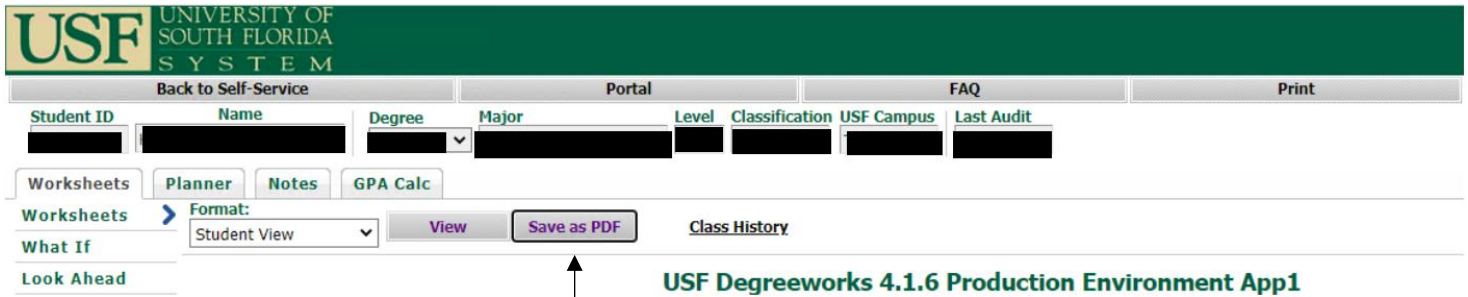 USF UNIVERSITY OF
SOUTH FLORIDA
SYSTEM
Back to Self-Service Portal FAQ Print
Student ID Name Degree Major Level Classification USF Campus Last Audit
Worksheets Planner Notes GPA Calc
Worksheets Format:
Student View View Save as PDF Class History
What If
Look Ahead USF Degreeworks 4.1.6 Production Environment App1